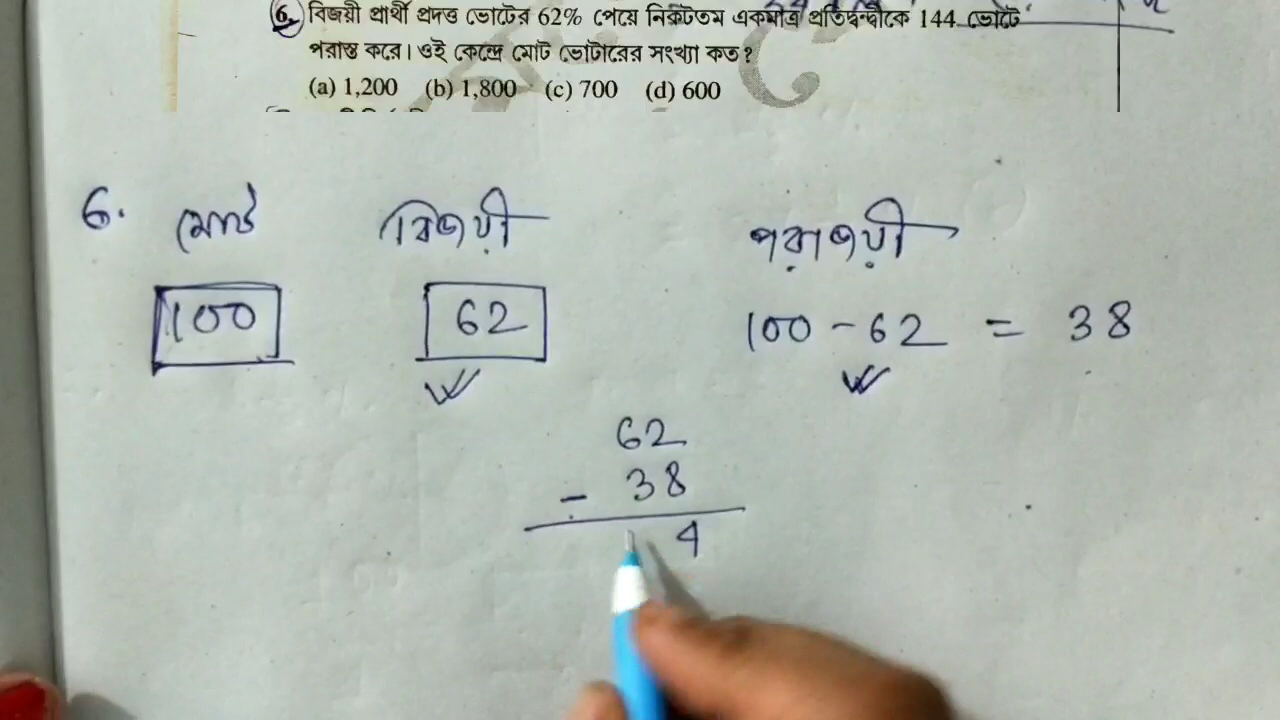 6. বিজয়ী প্রার্থী প্রদত্ত ভোটের 62% পেয়ে নিকটতম একমাত্র প্রতিদ্বন্দ্বীকে 144 ভোটে
পরাস্ত করে। ওই কেন্দ্রে মোট ভোটারের সংখ্যা কত?
(a) 1,200 (b) 1,800 (c) 700 (d) 600
6. মোট বিজয়ী পরাজয়ী
100 62 100 - 62 = 38
62
- 38
4